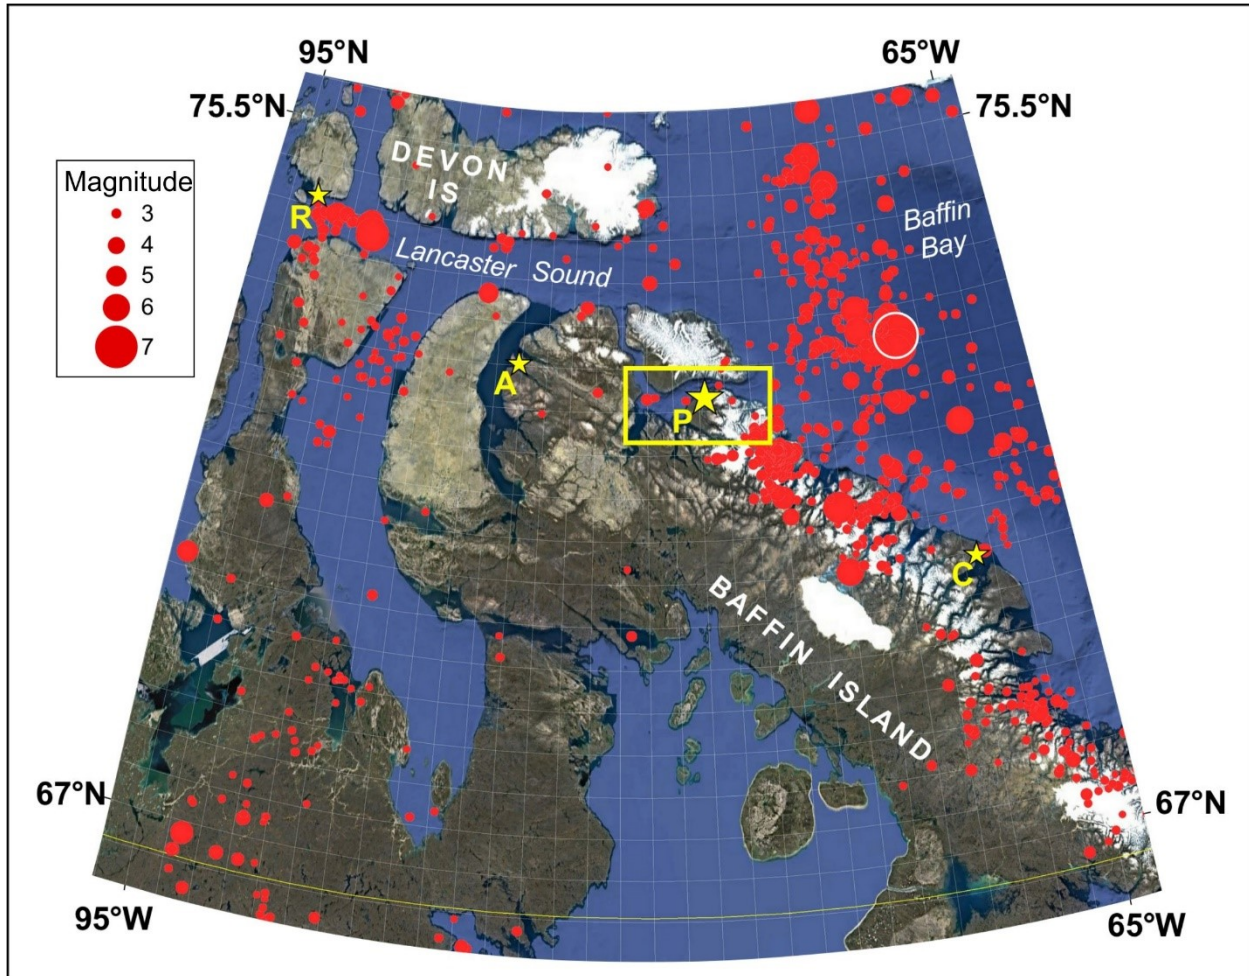 95°N
65°W
75.5°N
75.5°N
Magnitude
3
4
5
6
7
DEVON
IS
R
Baffin
Bay
Lancaster Sound
A
P
C
BAFFIN ISLAND
67°N
67°N
95°W
65°W